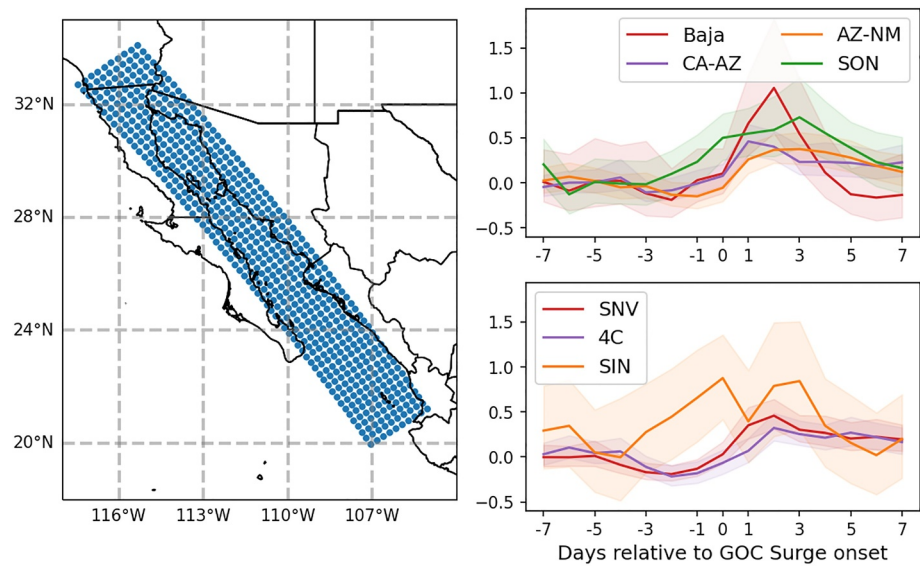 32°N
28°N
24°N
20°N
116°W 113°W 110°W 107°W
Baja AZ-NM
CA-AZ SON
1.5
1.0
0.5
0.0
−0.5
-7 -5 -3 -1 0 1 3 5 7
SNV
4C
SIN
1.5
1.0
0.5
0.0
−0.5
-7 -5 -3 -1 0 1 3 5 7
Days relative to GOC Surge onset